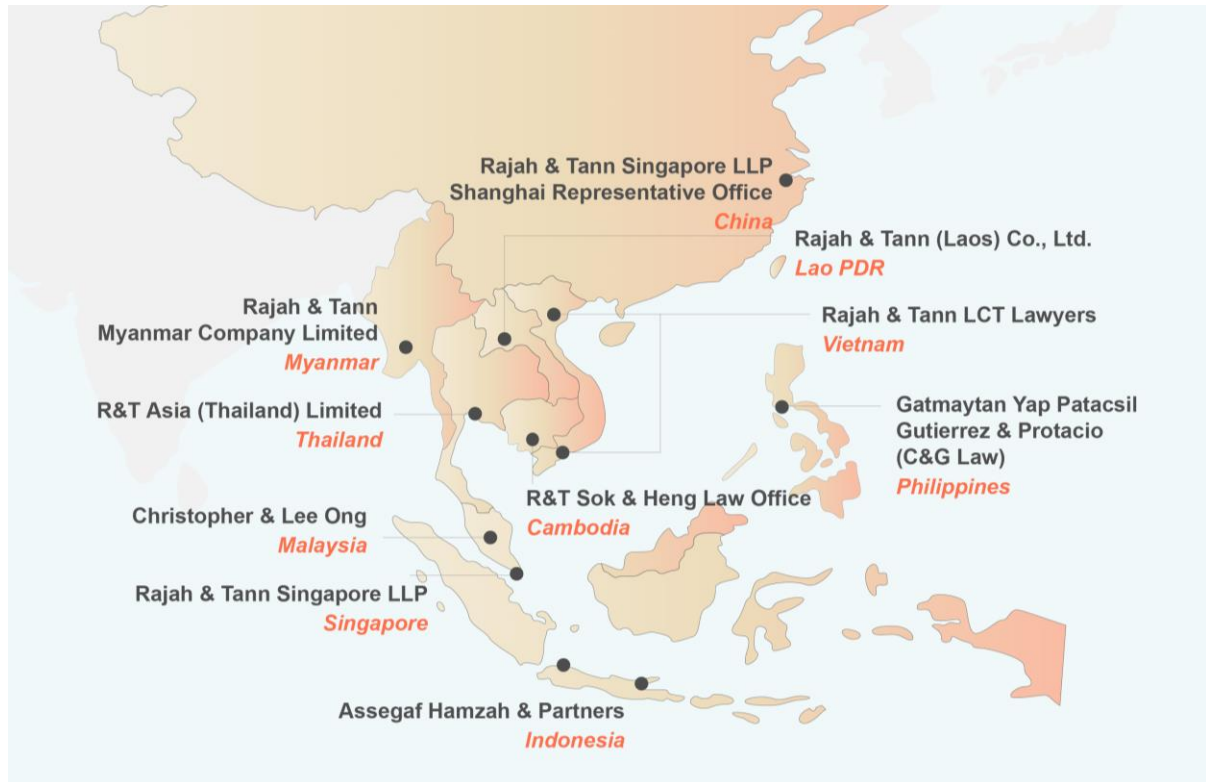 Rajah & Tann Singapore LLP
Shanghai Representative Office
China
Rajah & Tann (Laos) Co., Ltd.
Lao PDR
Rajah & Tann
Myanmar Company Limited
Myanmar
Rajah & Tann LCT Lawyers
Vietnam
R&T Asia (Thailand) Limited
Thailand
Gatmaytan Yap Patacsil
Gutierrez & Protacio
(C&G Law)
Philippines
R&T Sok & Heng Law Office
Cambodia
Christopher & Lee Ong
Malaysia
Rajah & Tann Singapore LLP
Singapore
Assegaf Hamzah & Partners
Indonesia